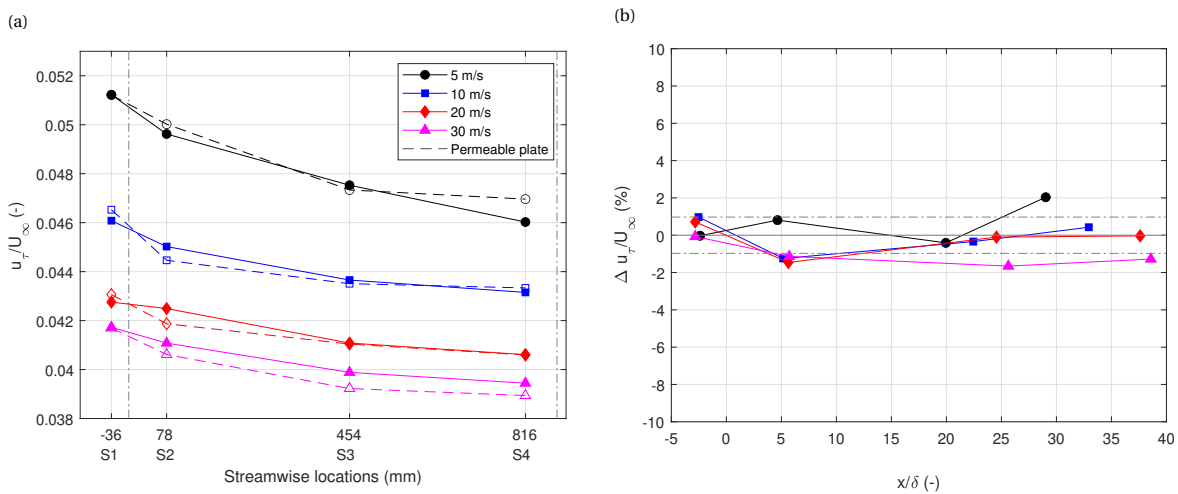 (a)
0.052
0.05
0.048
0.046
0.044
0.042
0.04
0.038
u_τ/U_∞ (-)
5 m/s
10 m/s
20 m/s
30 m/s
Permeable plate
-36 78 454 816
S1 S2 S3 S4
Streamwise locations (mm)
(b)
10
8
6
4
2
0
-2
-4
-6
-8
-10
Δ u_τ/U_∞ (%)
-5 0 5 10 15 20 25 30 35 40
x/δ (-)